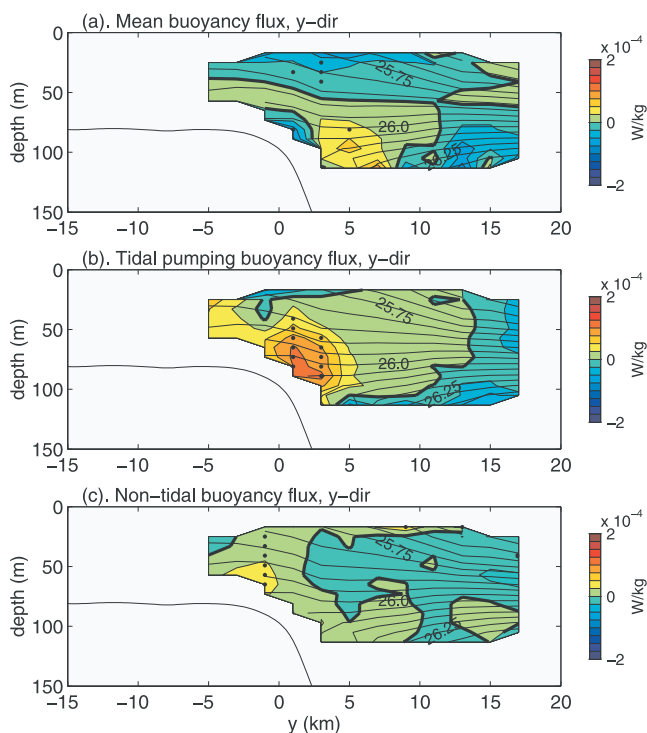 (a). Mean buoyancy flux, y-dir
x 10⁻⁴
0
50
100
150
depth (m)
25.75
26.0
26.25
2
0
−2
W/kg
−15 −10 −5 0 5 10 15 20
(b). Tidal pumping buoyancy flux, y-dir
x 10⁻⁴
0
50
100
150
depth (m)
25.75
26.0
26.25
2
0
−2
W/kg
−15 −10 −5 0 5 10 15 20
(c). Non−tidal buoyancy flux, y-dir
x 10⁻⁴
0
50
100
150
depth (m)
25.75
26.0
26.25
2
0
−2
W/kg
−15 −10 −5 0 5 10 15 20
y (km)